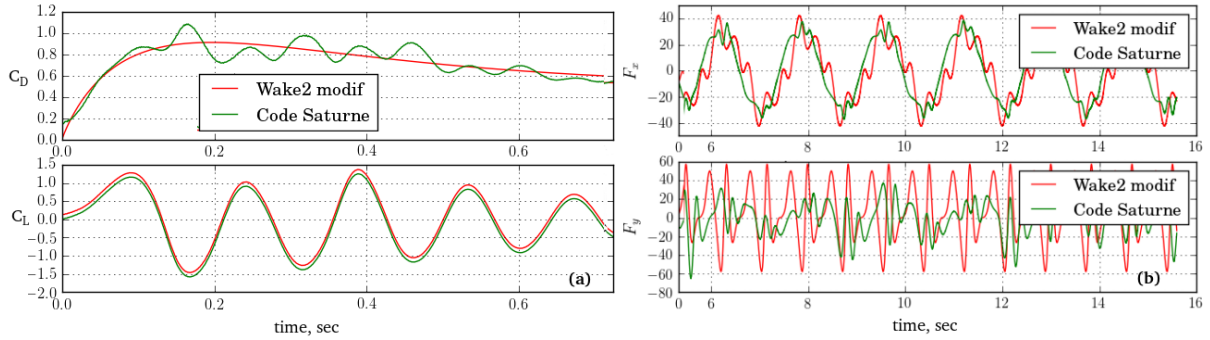 1.2
1.0
0.8
0.6
0.4
0.2
0.0
C_D
Wake2 modif
Code Saturne
0.0 0.2 0.4 0.6
1.5
1.0
0.5
0.0
−0.5
−1.0
−1.5
−2.0
C_L
(a)
0.0 0.2 0.4 0.6
time, sec
40
20
0
−20
−40
F_x
Wake2 modif
Code Saturne
6 6 8 10 12 14 16
60
40
20
0
−20
−40
−60
−80
F_y
Wake2 modif
Code Saturne
(b)
6 6 8 10 12 14 16
time, sec